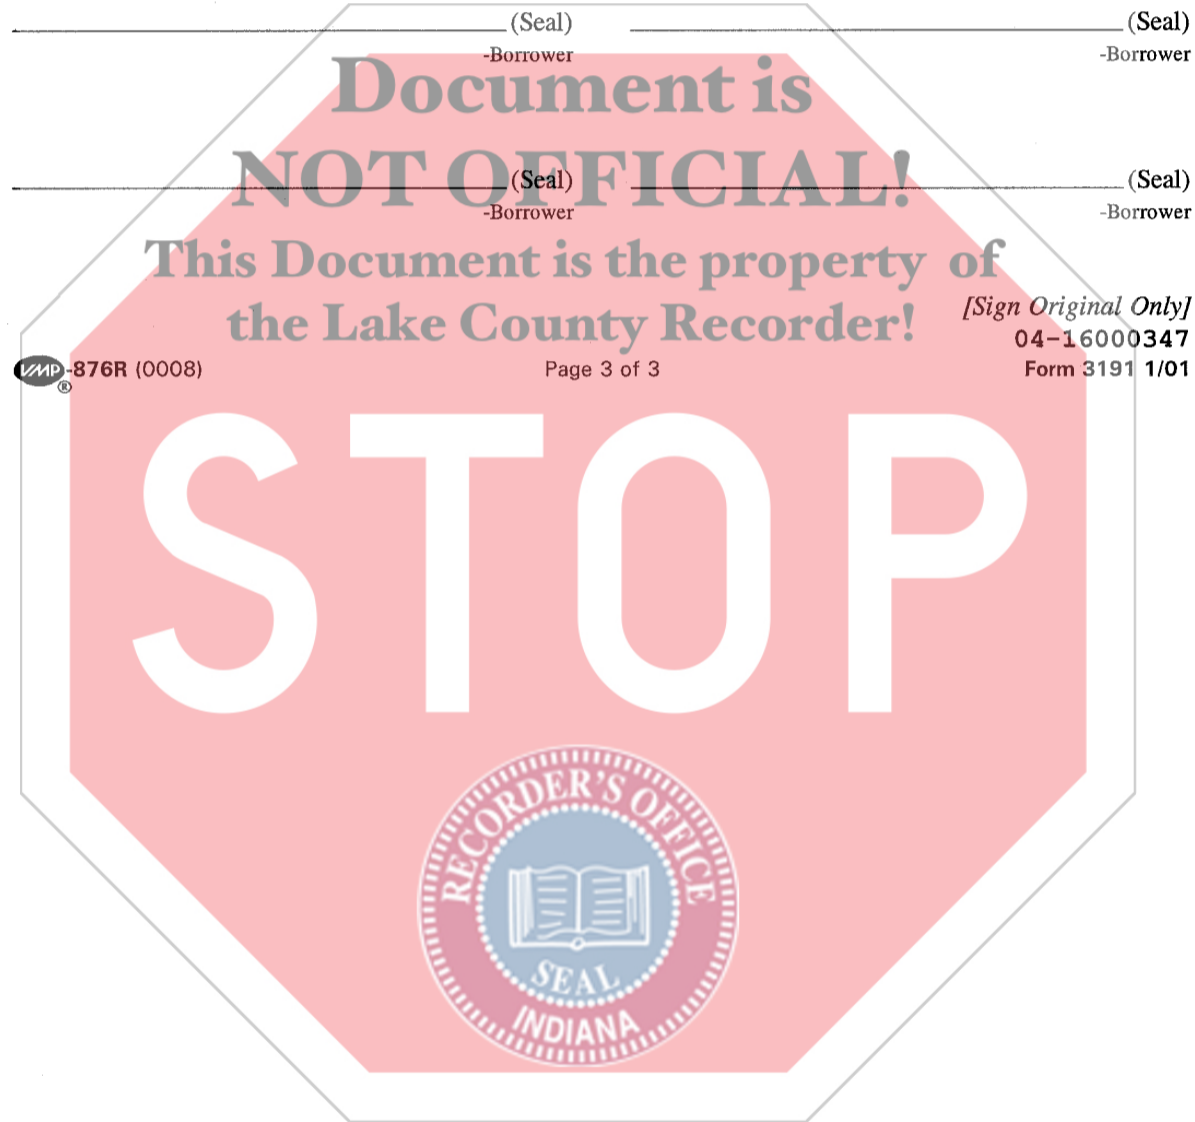 (Seal) (Seal)
-Borrower -Borrower
Document is
NOT OFFICIAL!
(Seal) (Seal)
-Borrower -Borrower
This Document is the property of
the Lake County Recorder!
[Sign Original Only]
04-16000347
VMP®-876R (0008) Page 3 of 3 Form 3191 1/01
STOP
RECORDER'S OFFICE
SEAL
INDIANA